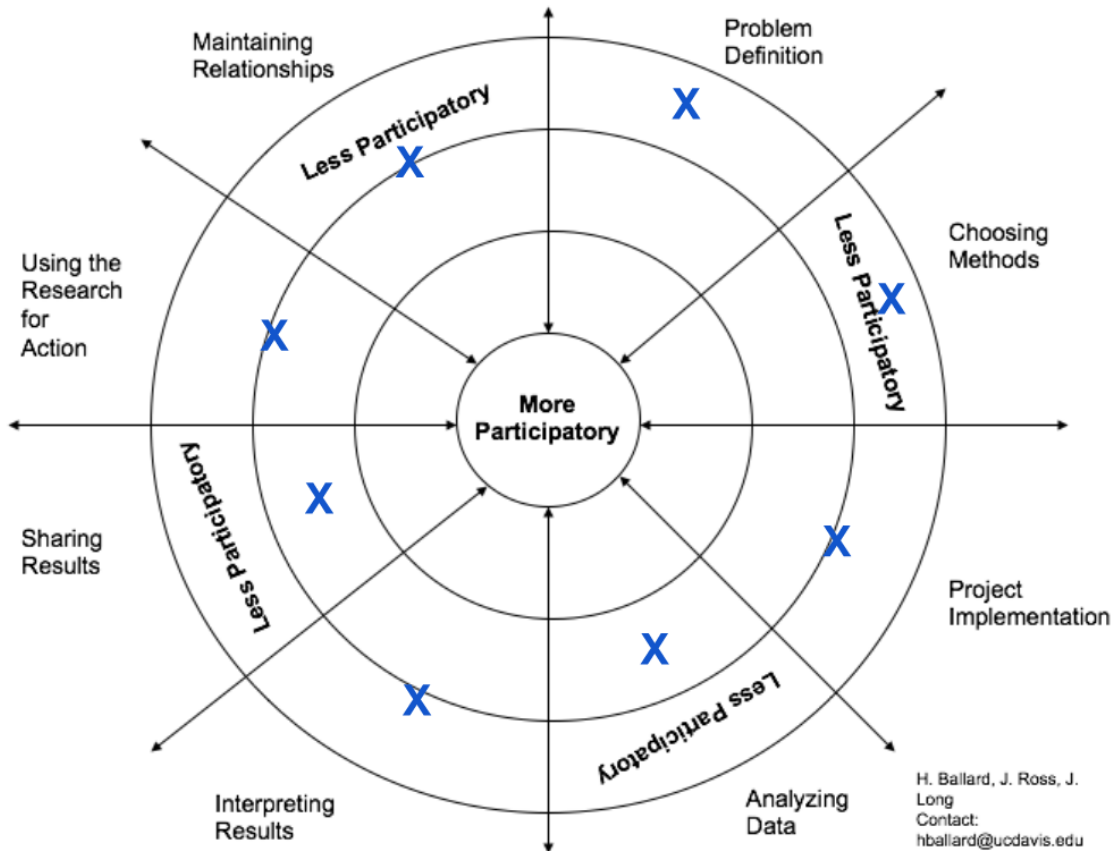 Maintaining
Relationships
Problem
Definition
Less Participatory
X
X
Less Participatory
Choosing
Methods
X
Using the
Research
for
Action
X
More
Participatory
Sharing
Results
Less Participatory
X
X
Project
Implementation
X
Less Participatory
X
Interpreting
Results
Analyzing
Data
H. Ballard, J. Ross, J.
Long
Contact:
hballard@ucdavis.edu